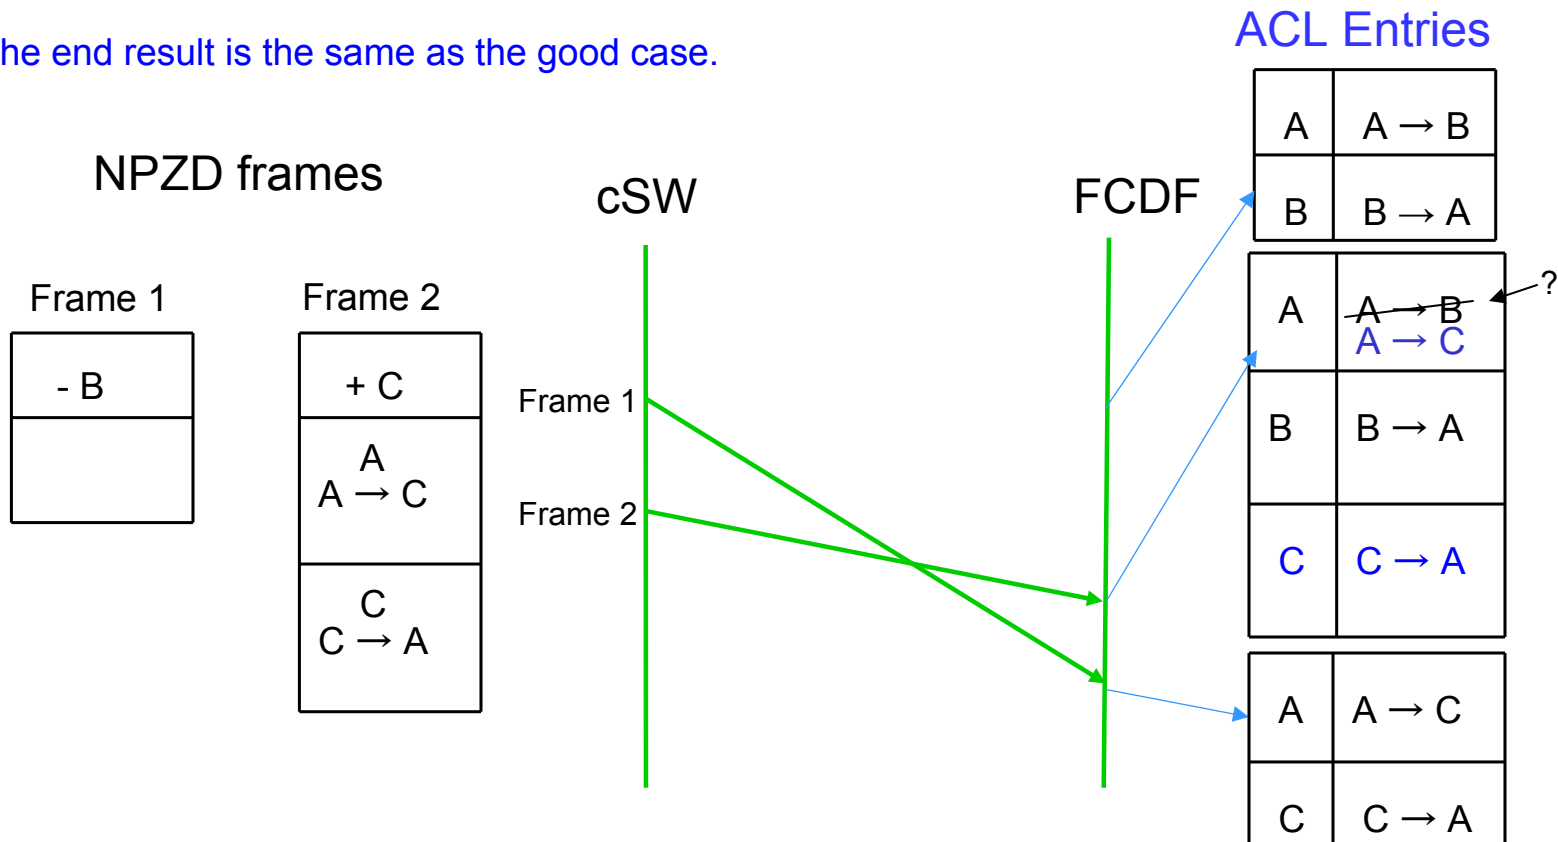 he end result is the same as the good case.
ACL Entries
NPZD frames
cSW
FCDF
Frame 1
- B
Frame 2
+ C
A
A → C
C
C → A
Frame 1
Frame 2
A A → B
B B → A
A A → B
?
A → C
B B → A
C C → A
A A → C
C C → A